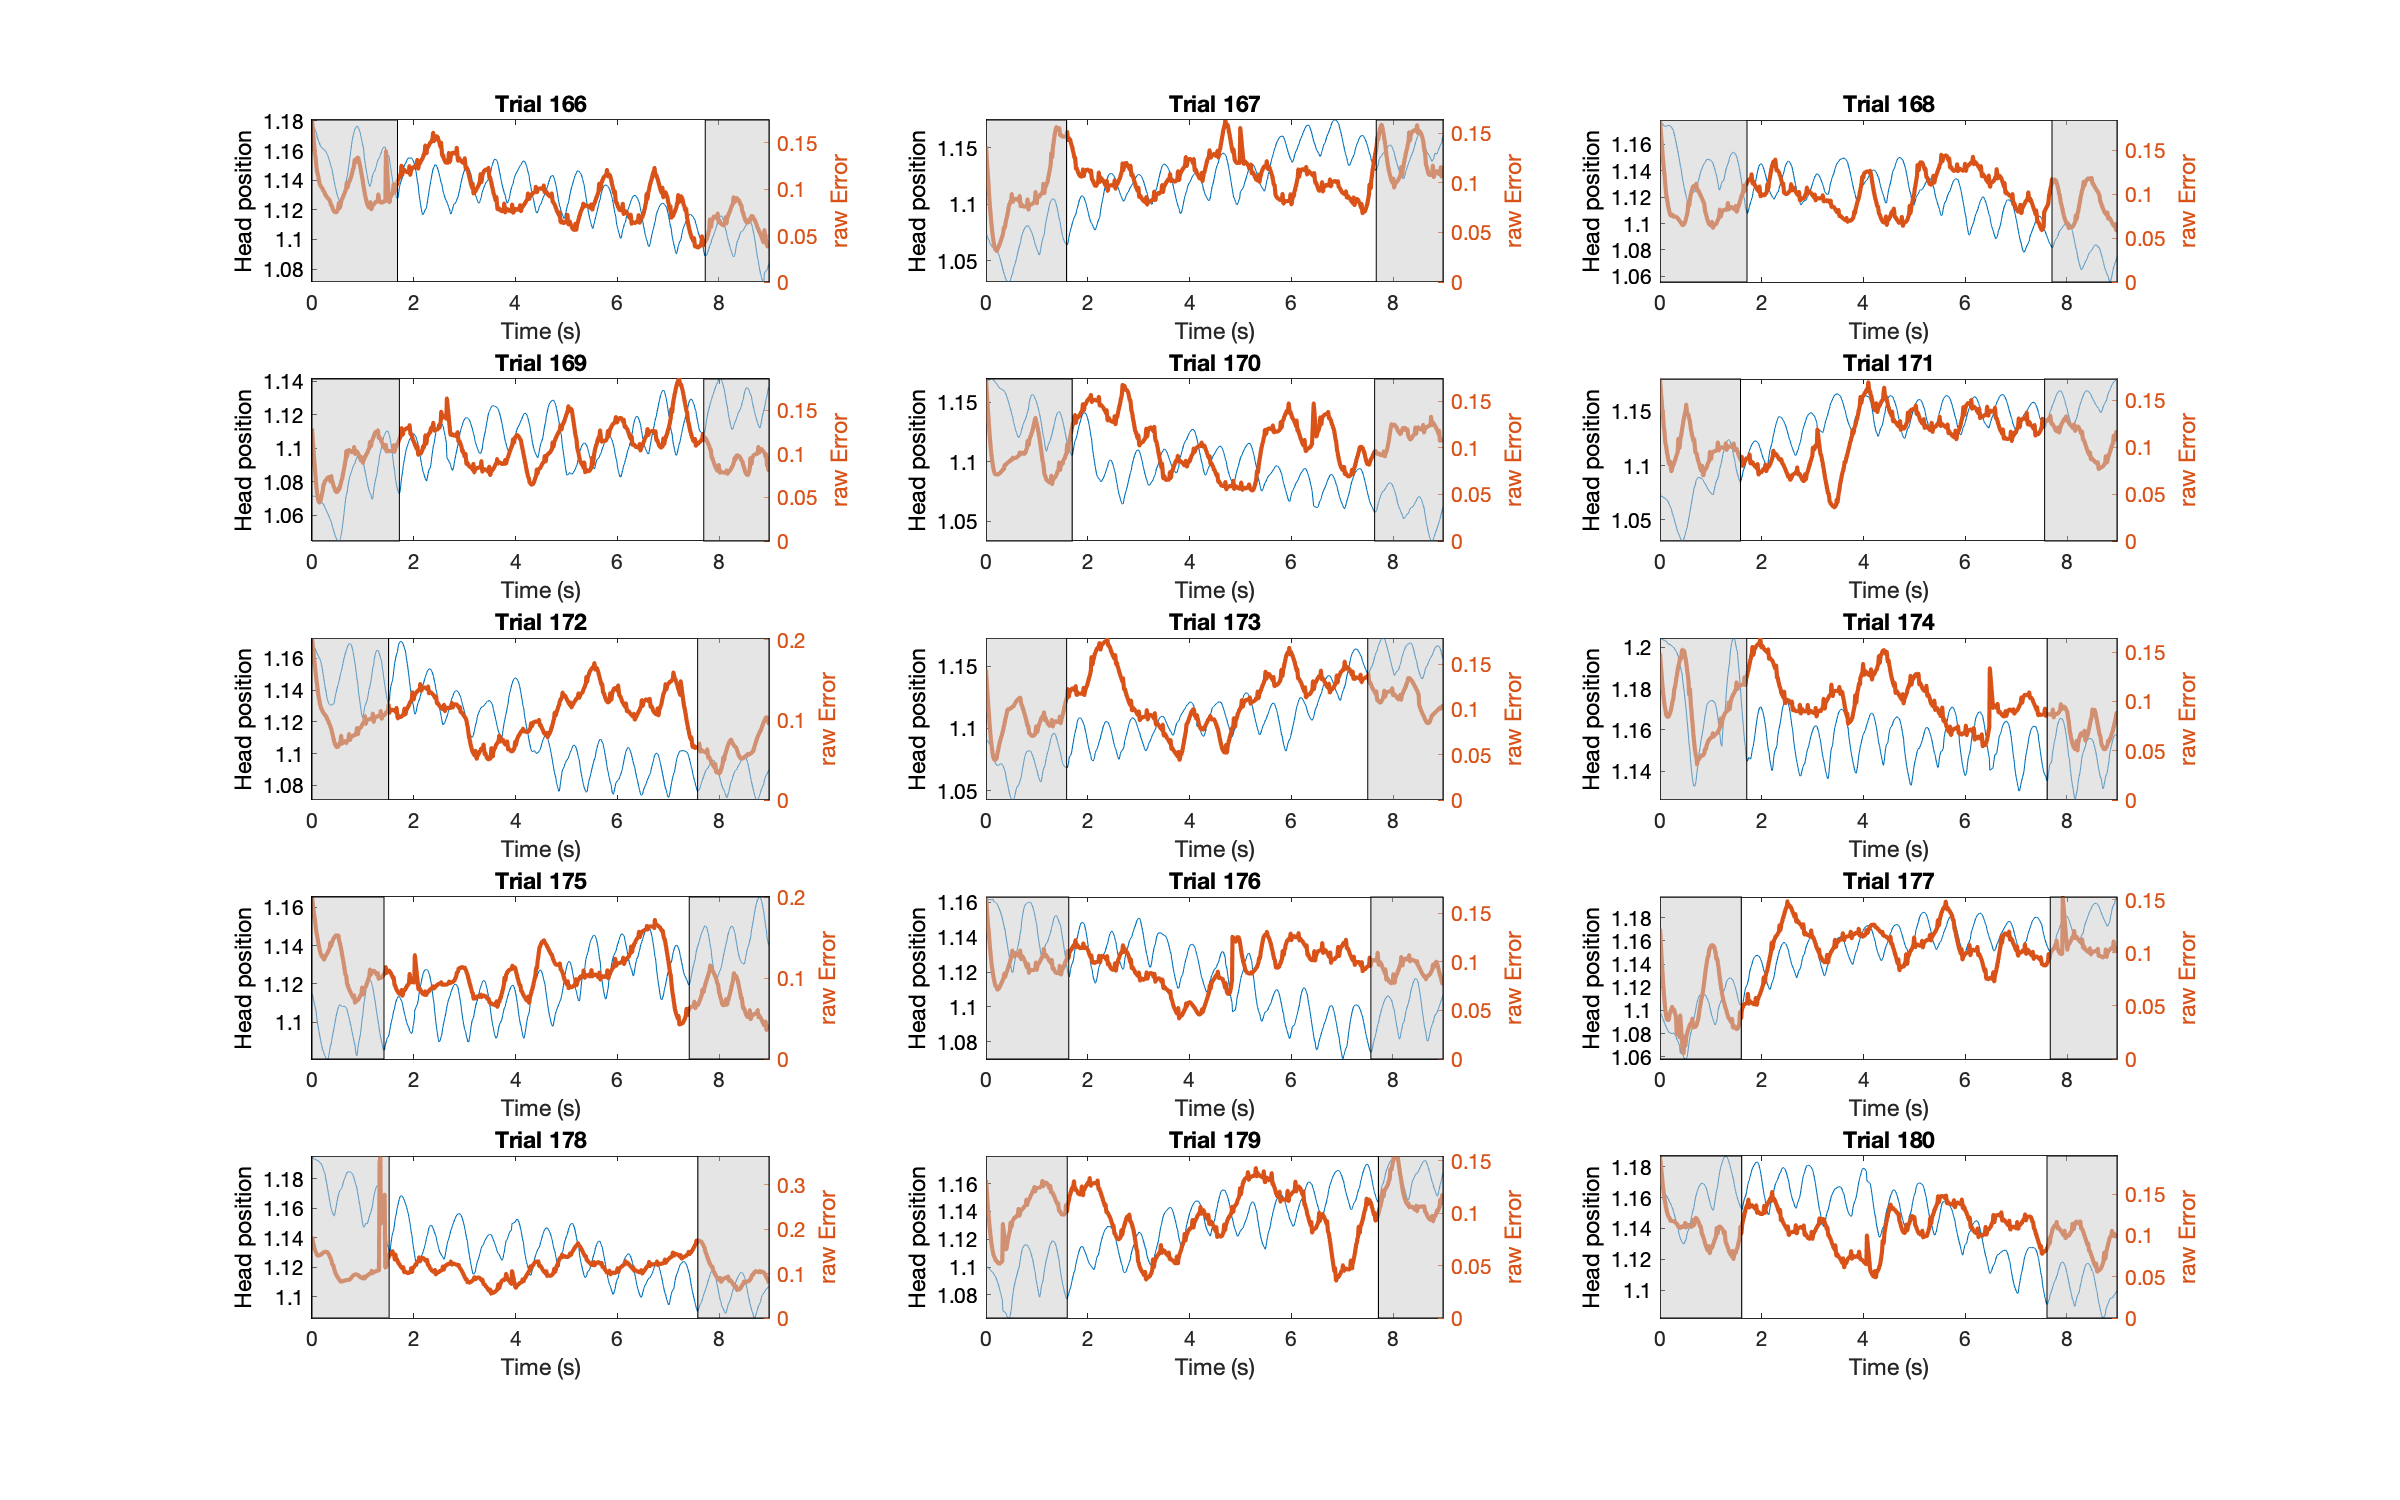 Trial 166
Head position
1.18
1.16
1.14
1.12
1.1
1.08
0.15
0.1
0.05
0
raw Error
0 2 4 6 8
Time (s)
Trial 167
Head position
1.15
1.1
1.05
0.15
0.1
0.05
0
raw Error
0 2 4 6 8
Time (s)
Trial 168
Head position
1.16
1.14
1.12
1.1
1.08
1.06
0.15
0.1
0.05
0
raw Error
0 2 4 6 8
Time (s)
Trial 169
Head position
1.14
1.12
1.1
1.08
1.06
0.15
0.1
0.05
0
raw Error
0 2 4 6 8
Time (s)
Trial 170
Head position
1.15
1.1
1.05
0.15
0.1
0.05
0
raw Error
0 2 4 6 8
Time (s)
Trial 171
Head position
1.15
1.1
1.05
0.15
0.1
0.05
0
raw Error
0 2 4 6 8
Time (s)
Trial 172
Head position
1.16
1.14
1.12
1.1
1.08
0.2
0.1
0
raw Error
0 2 4 6 8
Time (s)
Trial 173
Head position
1.15
1.1
1.05
0.15
0.1
0.05
0
raw Error
0 2 4 6 8
Time (s)
Trial 174
Head position
1.2
1.18
1.16
1.14
0.15
0.1
0.05
0
raw Error
0 2 4 6 8
Time (s)
Trial 175
Head position
1.16
1.14
1.12
1.1
0.2
0.1
0
raw Error
0 2 4 6 8
Time (s)
Trial 176
Head position
1.16
1.14
1.12
1.1
1.08
0.15
0.1
0.05
0
raw Error
0 2 4 6 8
Time (s)
Trial 177
Head position
1.18
1.16
1.14
1.12
1.1
1.08
1.06
0.15
0.1
0.05
0
raw Error
0 2 4 6 8
Time (s)
Trial 178
Head position
1.18
1.16
1.14
1.12
1.1
0.3
0.2
0.1
0
raw Error
0 2 4 6 8
Time (s)
Trial 179
Head position
1.16
1.14
1.12
1.1
1.08
0.15
0.1
0.05
0
raw Error
0 2 4 6 8
Time (s)
Trial 180
Head position
1.18
1.16
1.14
1.12
1.1
0.15
0.1
0.05
0
raw Error
0 2 4 6 8
Time (s)